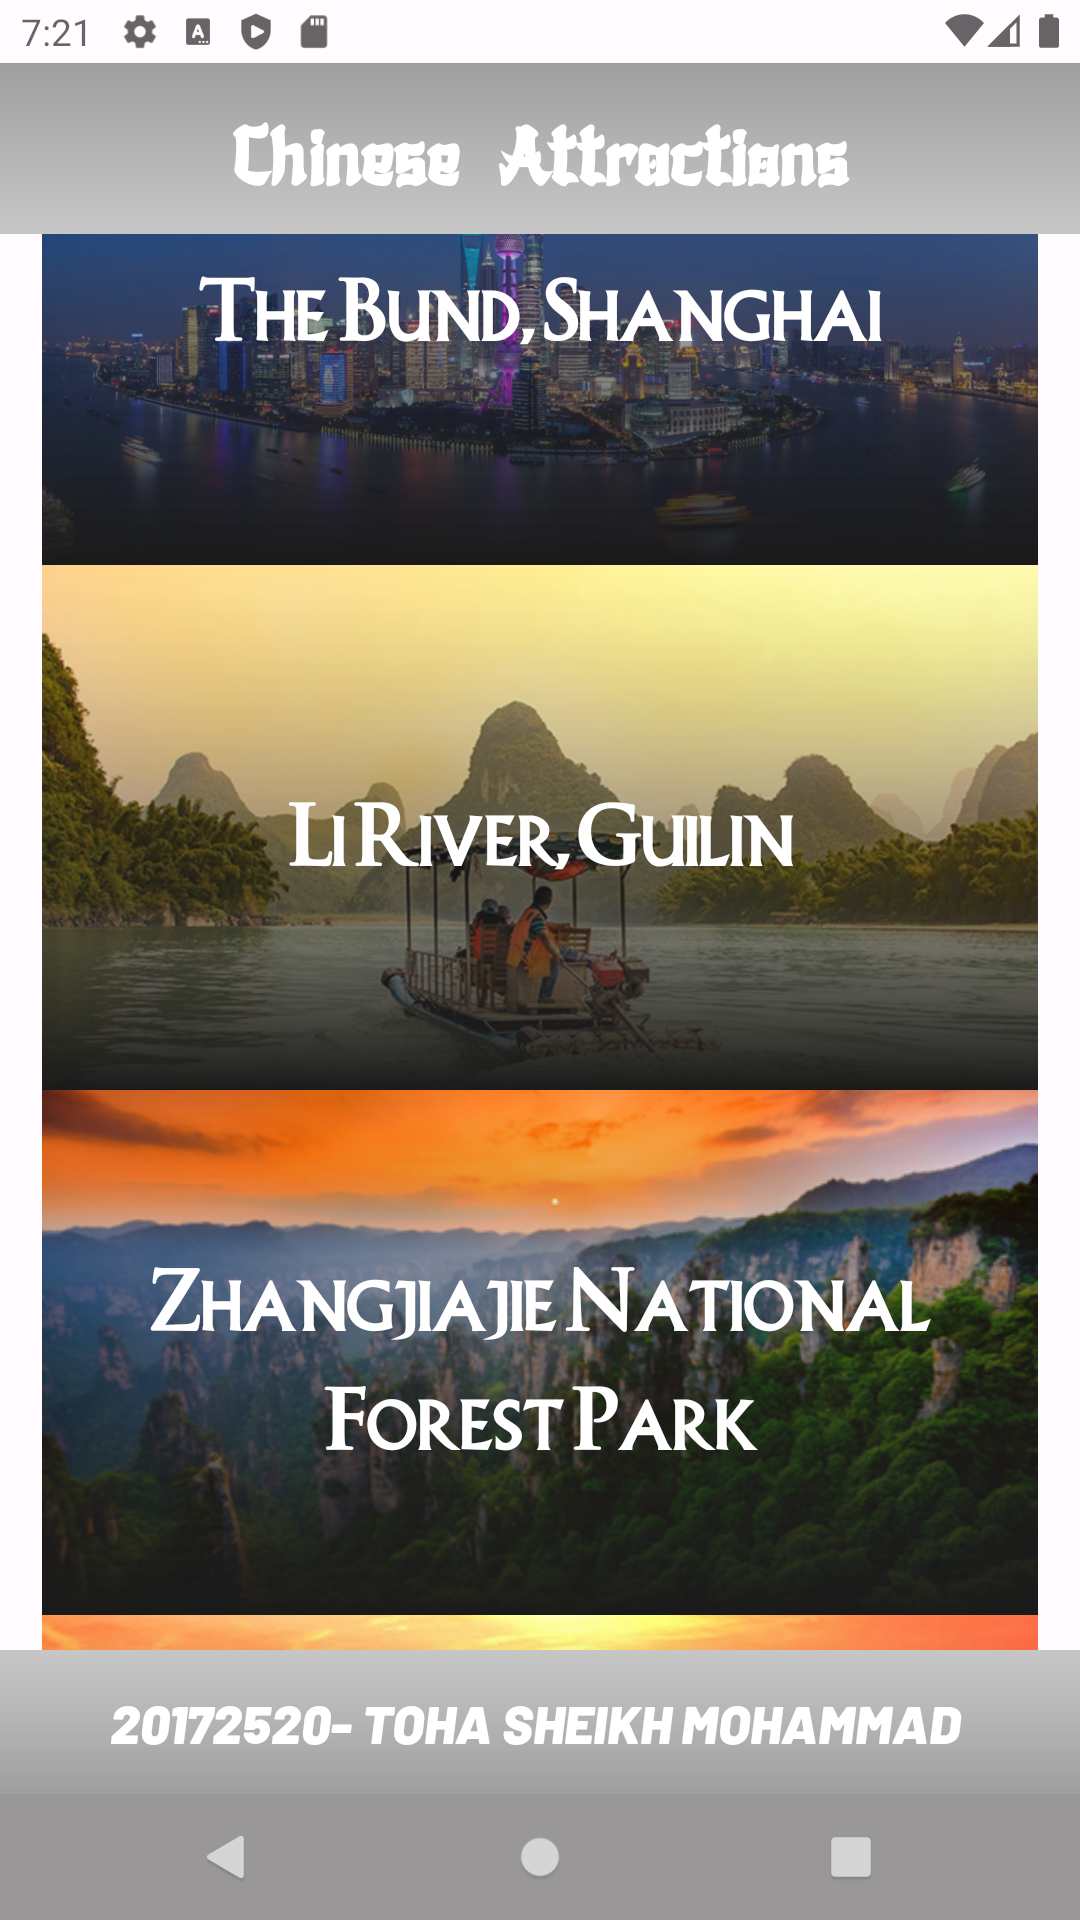 7:21
Chinese Attractions
The Bund, Shanghai
Li River, Guilin
Zhangjiajie National
Forest Park
20172520- TOHA SHEIKH MOHAMMAD